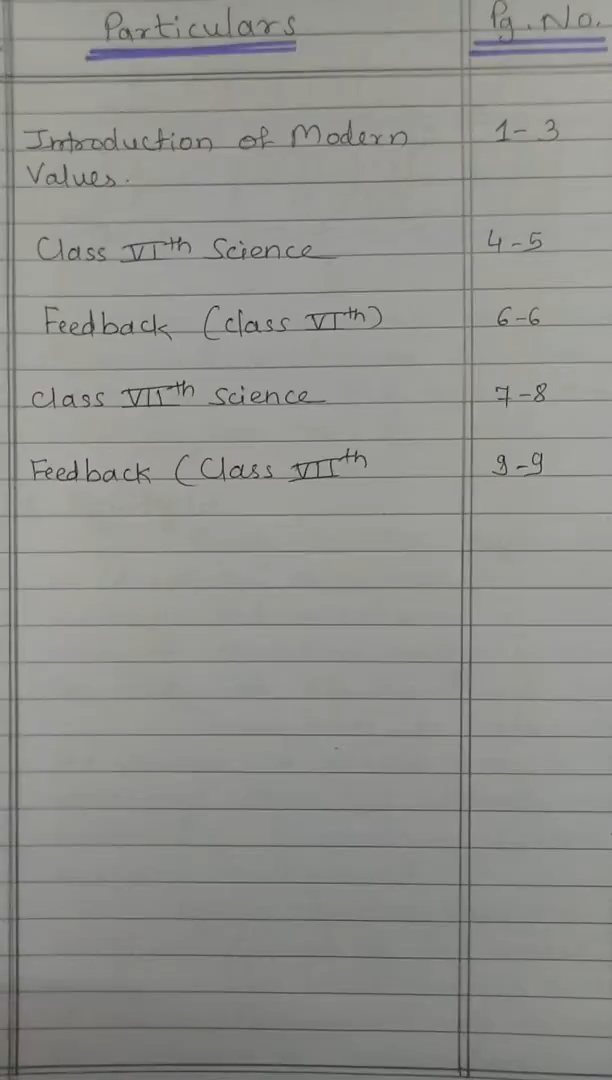 Particulars Pg. No.
Introduction of Modern 1-3
Values.
Class VIth Science 4-5
Feedback (class VIth) 6-6
class VIIth science 7-8
Feedback (Class VIIth 9-9